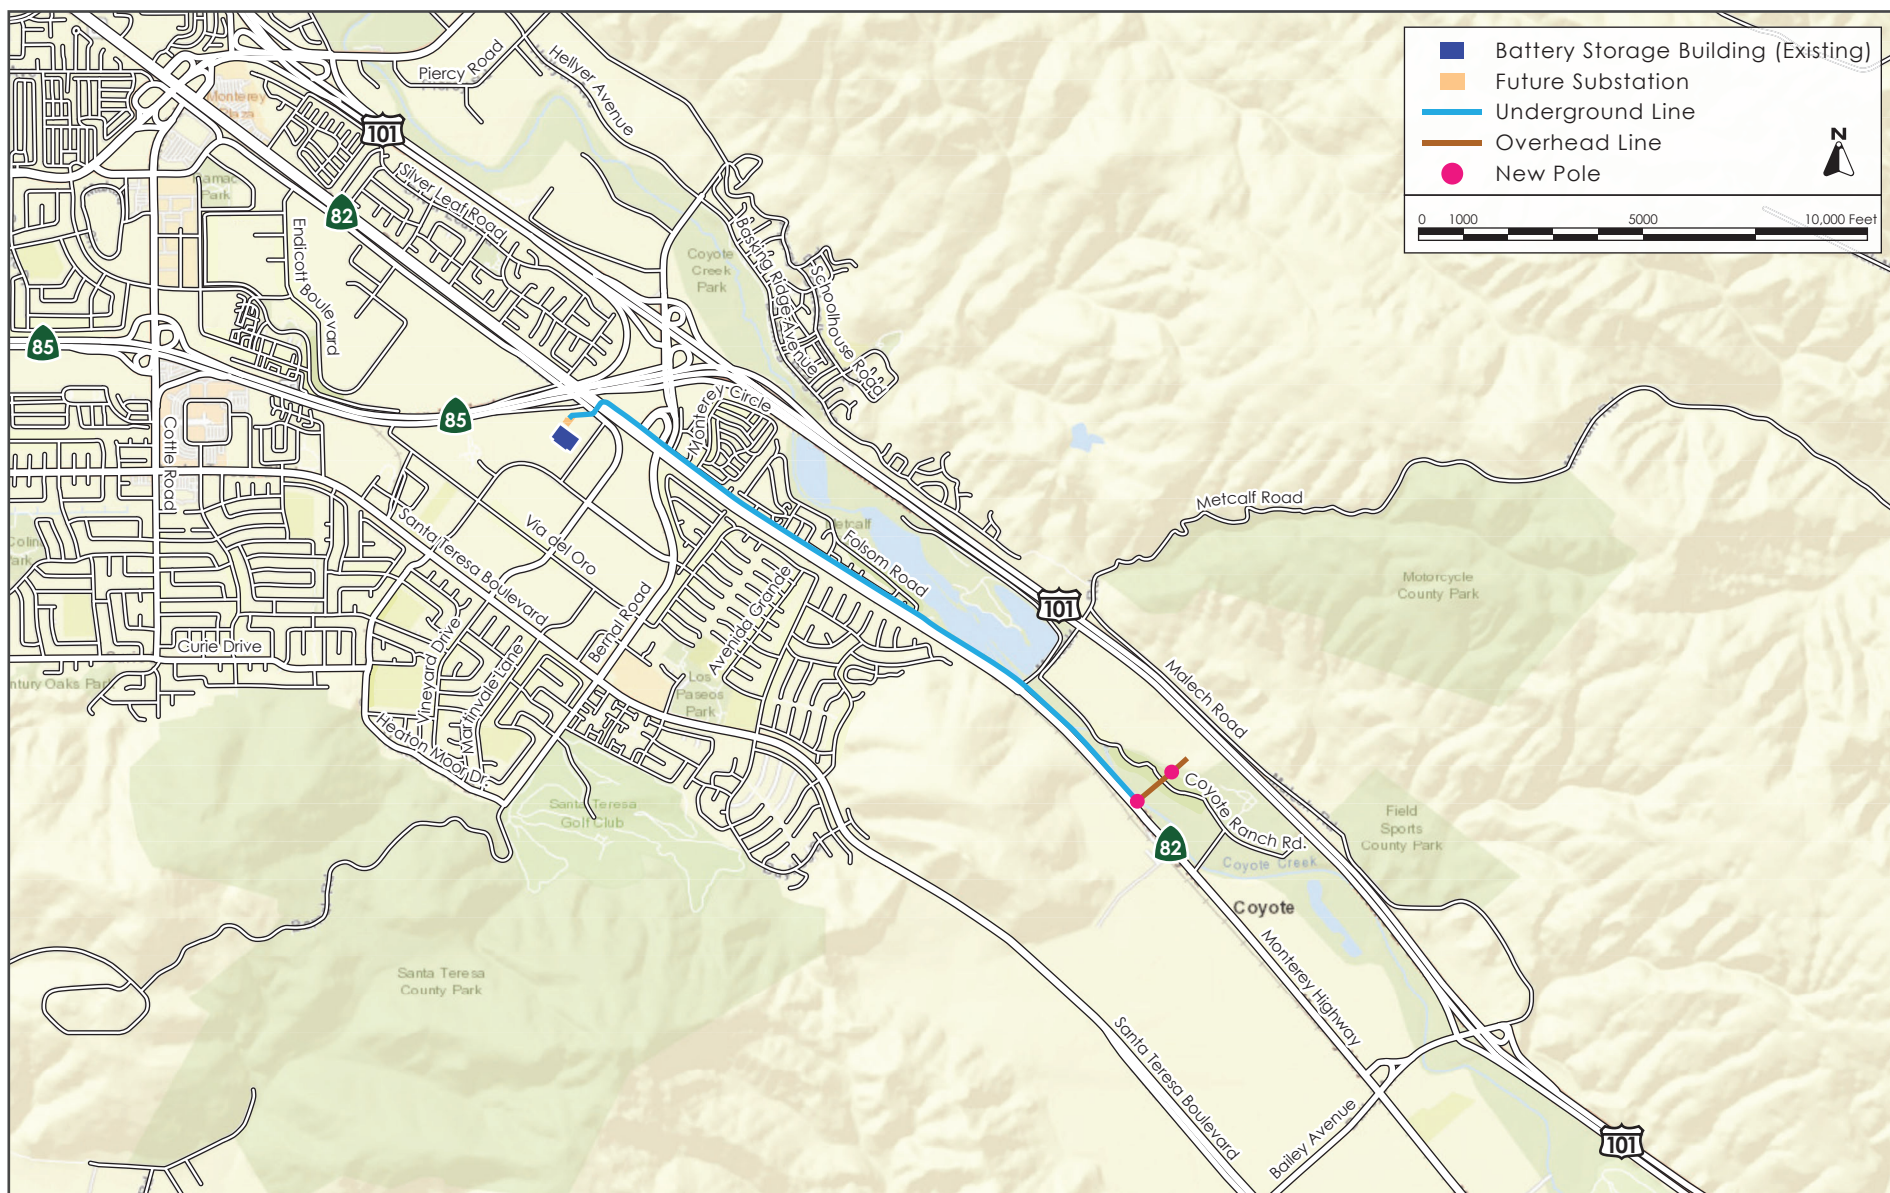 Battery Storage Building (Existing)
Future Substation
Underground Line
Overhead Line
New Pole
N
0 1000 5000 10,000 Feet
Piercy Road
Hellyer Avenue
Monterey
Plaza
101
Silver Leaf Road
82
Park
Endicott Boulevard
Coyote
Creek
Park
Basking Ridge Avenue
Schoolhouse Road
85
85
Monterey Circle
Cottle Road
Metcalf Road
Santa Teresa Boulevard
Via del Oro
Metcalf
Folsom Road
Motorcycle
County Park
101
Bernal Road
Avenida Grande
Curie Drive
Vineyard Drive
Martinvale Lane
Heaton Moor Dr.
Los
Paseos
Park
Malech Road
Coyote Ranch Rd.
Santa Teresa
Golf Club
Field
Sports
County Park
82
Coyote Creek
Coyote
Monterey Highway
Santa Teresa
County Park
Santa Teresa Boulevard
Bailey Avenue
101